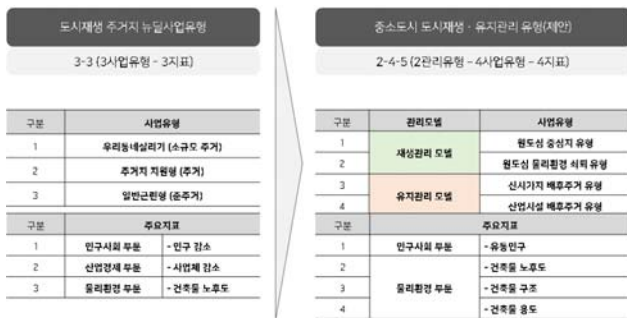 도시재생 주거지 뉴딜사업유형
3-3 (3사업유형 - 3지표)
구분 사업유형
1 우리동네살리기 (소규모 주거)
2 주거지 지원형 (주거)
3 일반근린형 (준주거)
구분 주요지표
1 인구사회 부문 - 인구 감소
2 산업경제 부문 - 사업체 감소
3 물리환경 부문 - 건축물 노후도
중소도시 도시재생 · 유지관리 유형(제안)
2-4-5 (2관리유형 – 4사업유형 – 4지표)
구분 관리모델 사업유형
1 재생관리 모델 원도심 중심지 유형
2 원도심 물리환경 쇠퇴 유형
3 유지관리 모델 신시가지 배후주거 유형
4 산업시설 배후주거 유형
구분 주요지표
1 인구사회 부문 - 유동인구
2 물리환경 부문 - 건축물 노후도
3 - 건축물 구조
4 - 건축물 용도